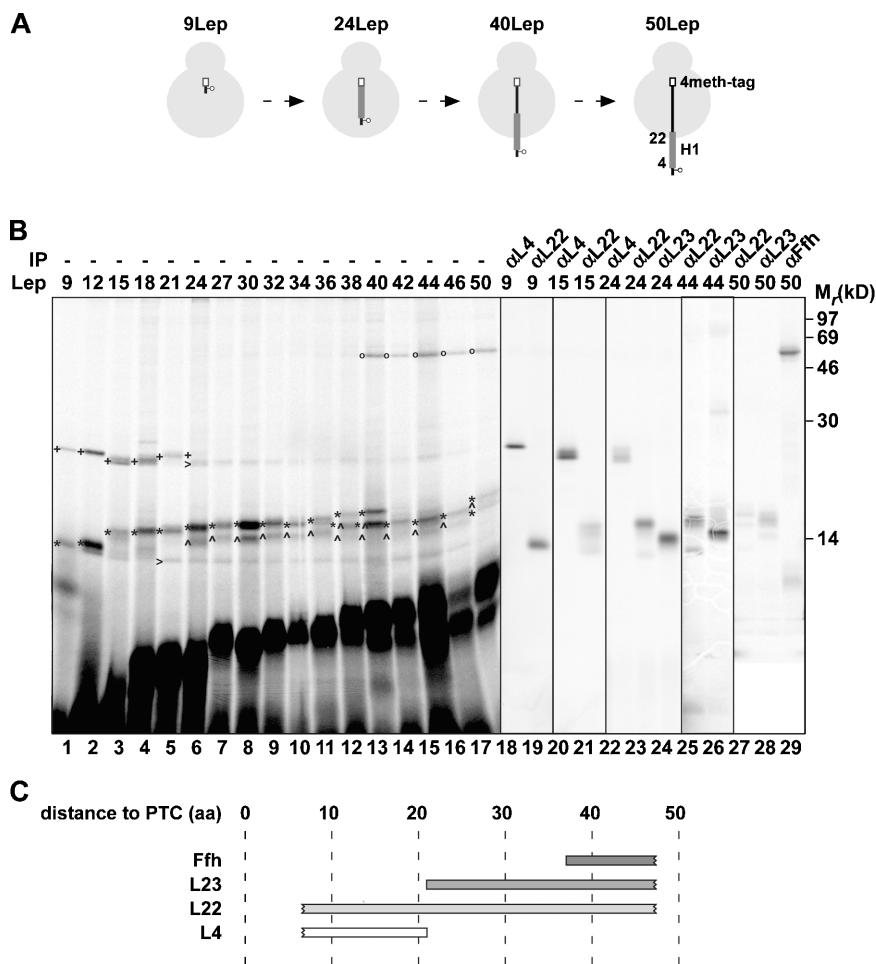 A
9Lep 24Lep 40Lep 50Lep
4meth-tag
22
H1
4
B
IP - - - - - - - - - - - - - - - - - αL4 αL22 αL4 αL22 αL4 αL22 αL23 αL22 αL23 αL22 αL23 αFfh
Lep 9 12 15 18 21 24 27 30 32 34 36 38 40 42 44 46 50 9 9 15 15 24 24 24 44 44 50 50 50
Mr(kD)
97
69
46
30
14
1 2 3 4 5 6 7 8 9 10 11 12 13 14 15 16 17 18 19 20 21 22 23 24 25 26 27 28 29
C
distance to PTC (aa) 0 10 20 30 40 50
Ffh
L23
L22
L4